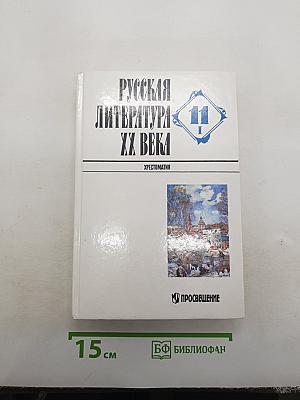 РУССКАЯ
ЛИТЕРАТУРА
XX ВЕКА
11
I
ХРЕСТОМАТИЯ
ПРОСВЕЩЕНИЕ
15 см
БФ БИБЛИОФАН